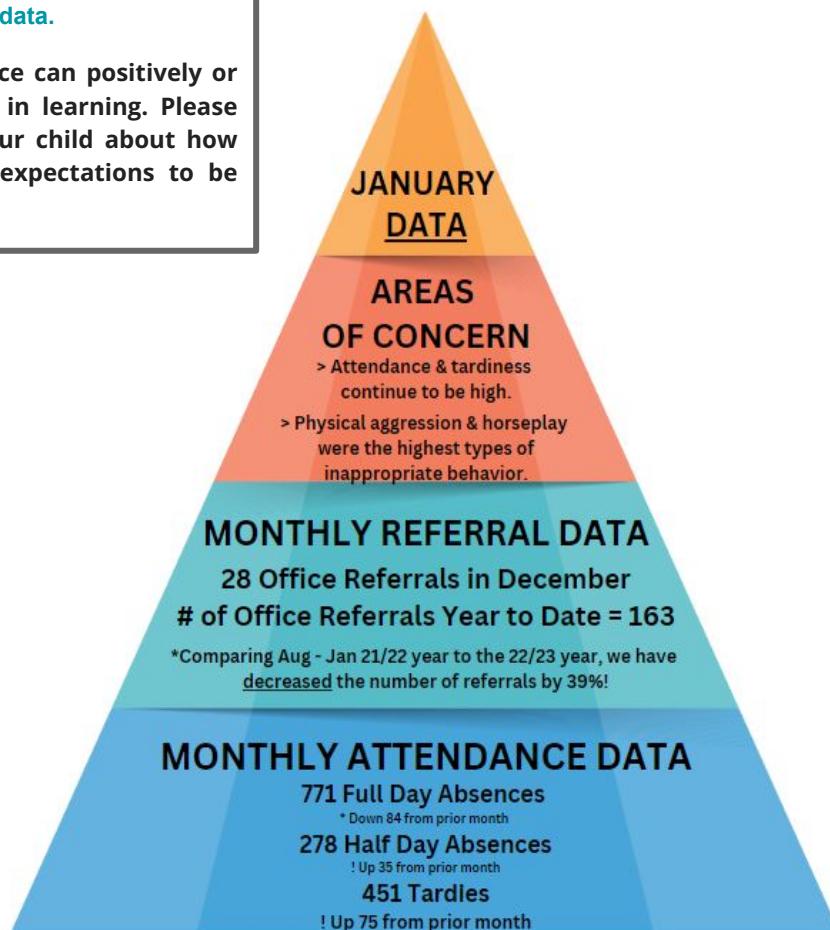 data.
ce can positively or
in learning. Please
ur child about how
expectations to be
JANUARY
DATA
AREAS
OF CONCERN
> Attendance & tardiness
continue to be high.
> Physical aggression & horseplay
were the highest types of
inappropriate behavior.
MONTHLY REFERRAL DATA
28 Office Referrals in December
# of Office Referrals Year to Date = 163
*Comparing Aug - Jan 21/22 year to the 22/23 year, we have
decreased the number of referrals by 39%!
MONTHLY ATTENDANCE DATA
771 Full Day Absences
* Down 84 from prior month
278 Half Day Absences
! Up 35 from prior month
451 Tardies
! Up 75 from prior month